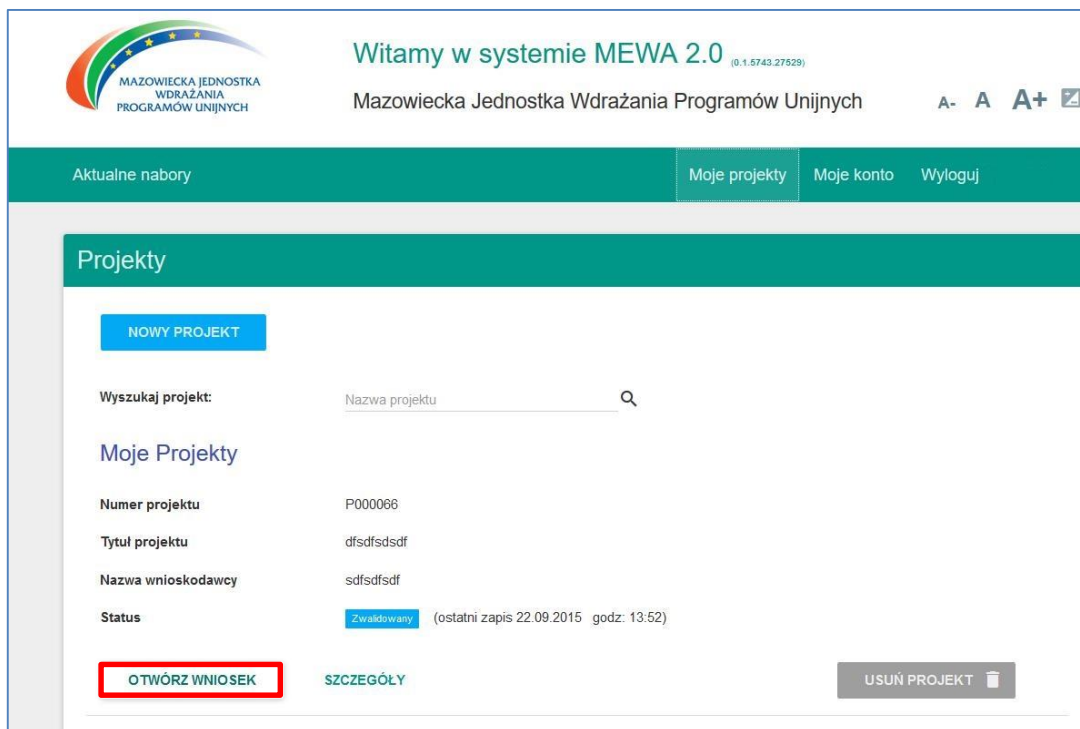 MAZOWIECKA JEDNOSTKA
WDRAŻANIA
PROGRAMÓW UNIJNYCH
Witamy w systemie MEWA 2.0 (0.1.5743.27529)
Mazowiecka Jednostka Wdrażania Programów Unijnych
A- A A+
Aktualne nabory Moje projekty Moje konto Wyloguj
Projekty
NOWY PROJEKT
Wyszukaj projekt: Nazwa projektu
Moje Projekty
Numer projektu P000066
Tytuł projektu dfsdfsdsdf
Nazwa wnioskodawcy sdfsdfsdf
Status Zwalidowany (ostatni zapis 22.09.2015 godz: 13:52)
OTWÓRZ WNIOSEK SZCZEGÓŁY USUŃ PROJEKT